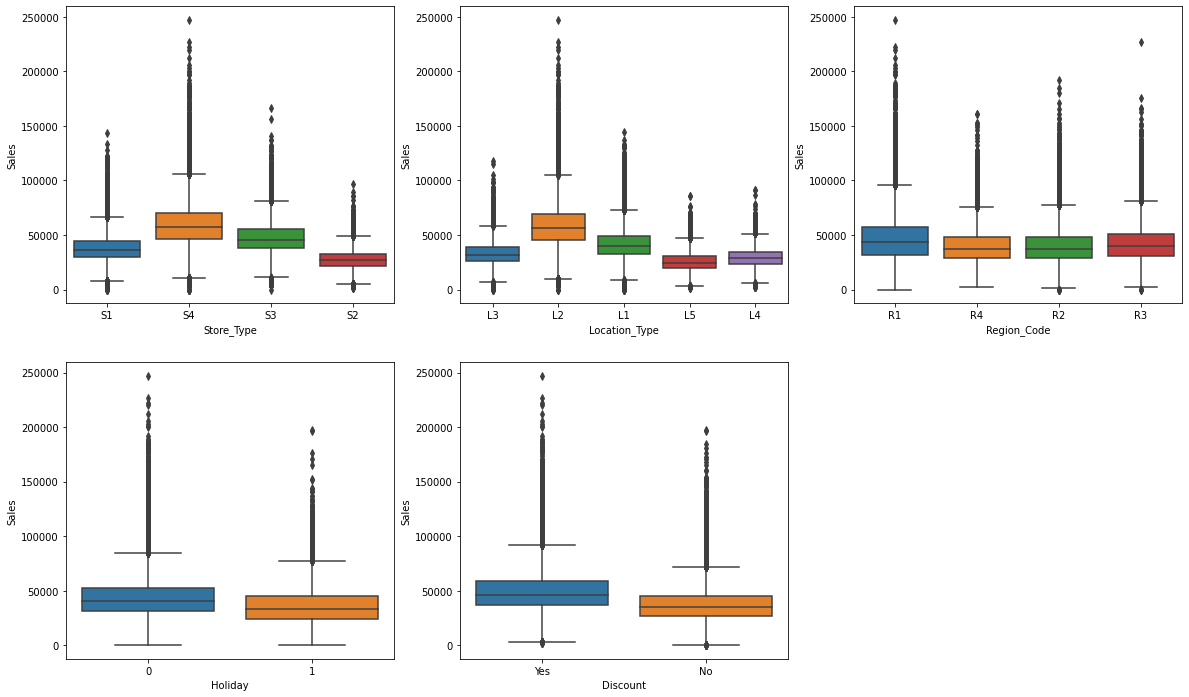 250000
200000
150000
100000
50000
0
Sales
S1 S4 S3 S2
Store_Type
250000
200000
150000
100000
50000
0
Sales
L3 L2 L1 L5 L4
Location_Type
250000
200000
150000
100000
50000
0
Sales
R1 R4 R2 R3
Region_Code
250000
200000
150000
100000
50000
0
Sales
0 1
Holiday
250000
200000
150000
100000
50000
0
Sales
Yes No
Discount